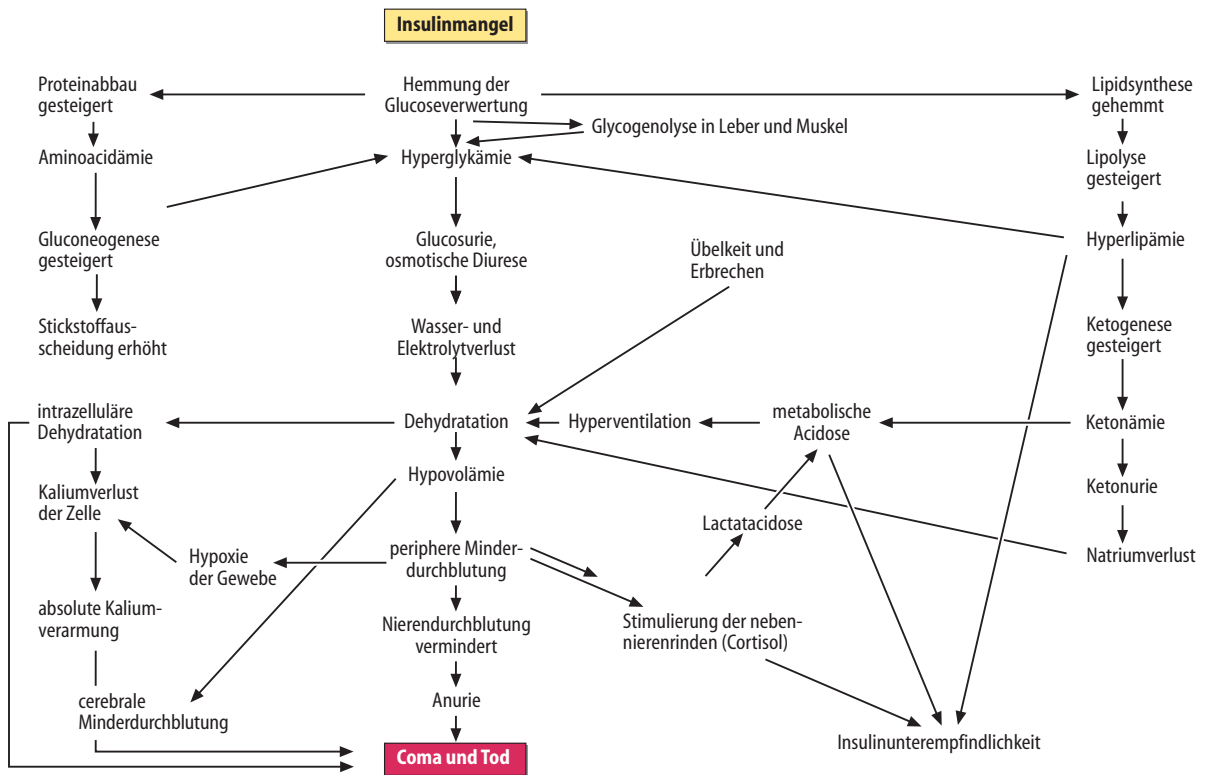 Insulinmangel
Proteinabbau
gesteigert
Hemmung der
Glucoseverwertung
Lipidsynthese
gehemmt
Glycogenolyse in Leber und Muskel
Aminoacidämie
Hyperglykämie
Lipolyse
gesteigert
Gluconeogenese
gesteigert
Glucosurie,
osmotische Diurese
Übelkeit und
Erbrechen
Hyperlipämie
Stickstoffaus-
scheidung erhöht
Wasser- und
Elektrolytverlust
Ketogenese
gesteigert
intrazelluläre
Dehydratation
Dehydratation
Hyperventilation
metabolische
Acidose
Ketonämie
Kaliumverlust
der Zelle
Hypovolämie
Ketonurie
Lactatacidose
Hypoxie
der Gewebe
periphere Minder-
durchblutung
Natriumverlust
absolute Kalium-
verarmung
Nierendurchblutung
vermindert
Stimulierung der neben-
nierenrinden (Cortisol)
cerebrale
Minderdurchblutung
Anurie
Insulinunterempfindlichkeit
Coma und Tod